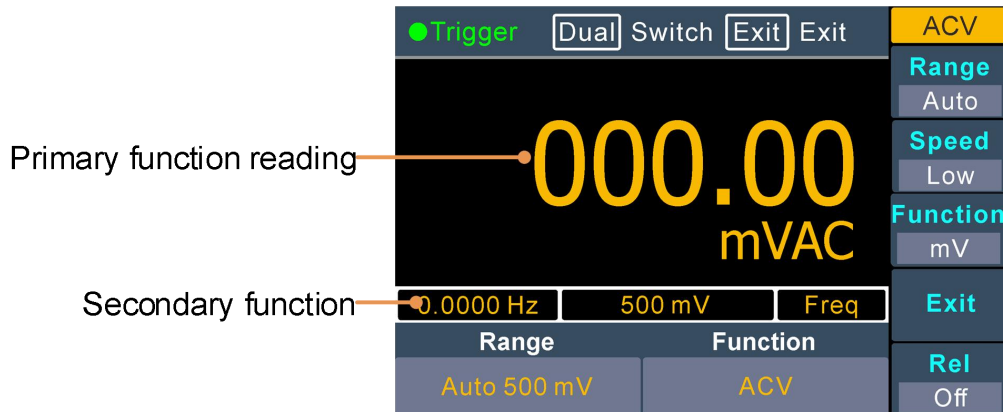 Trigger Dual Switch Exit Exit
ACV
Range
Auto
Speed
Low
Function
mV
Exit
Rel
Off
Primary function reading
000.00
mVAC
Secondary function
0.0000 Hz 500 mV Freq
Range Function
Auto 500 mV ACV